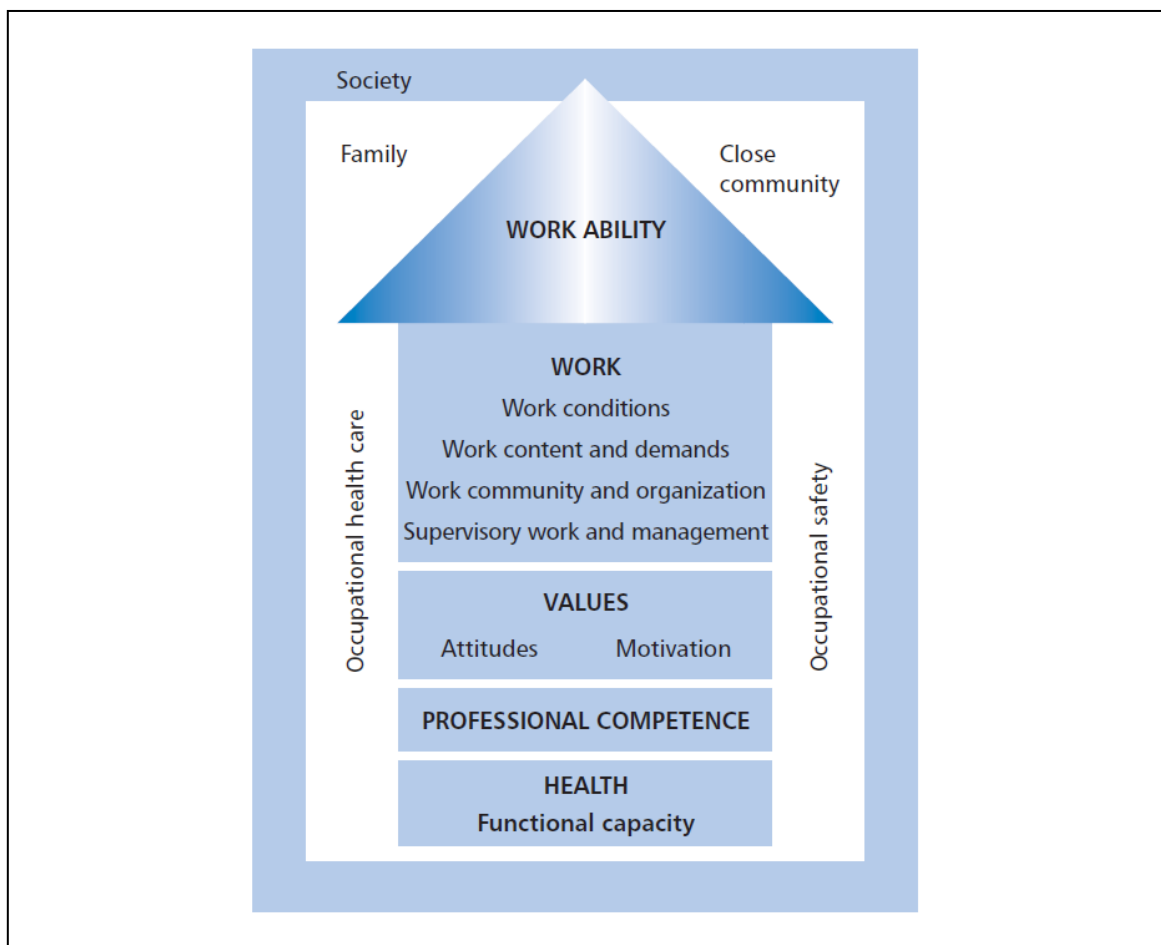 Society
Family
Close
community
WORK ABILITY
WORK
Work conditions
Work content and demands
Work community and organization
Supervisory work and management
Occupational health care
Occupational safety
VALUES
Attitudes Motivation
PROFESSIONAL COMPETENCE
HEALTH
Functional capacity